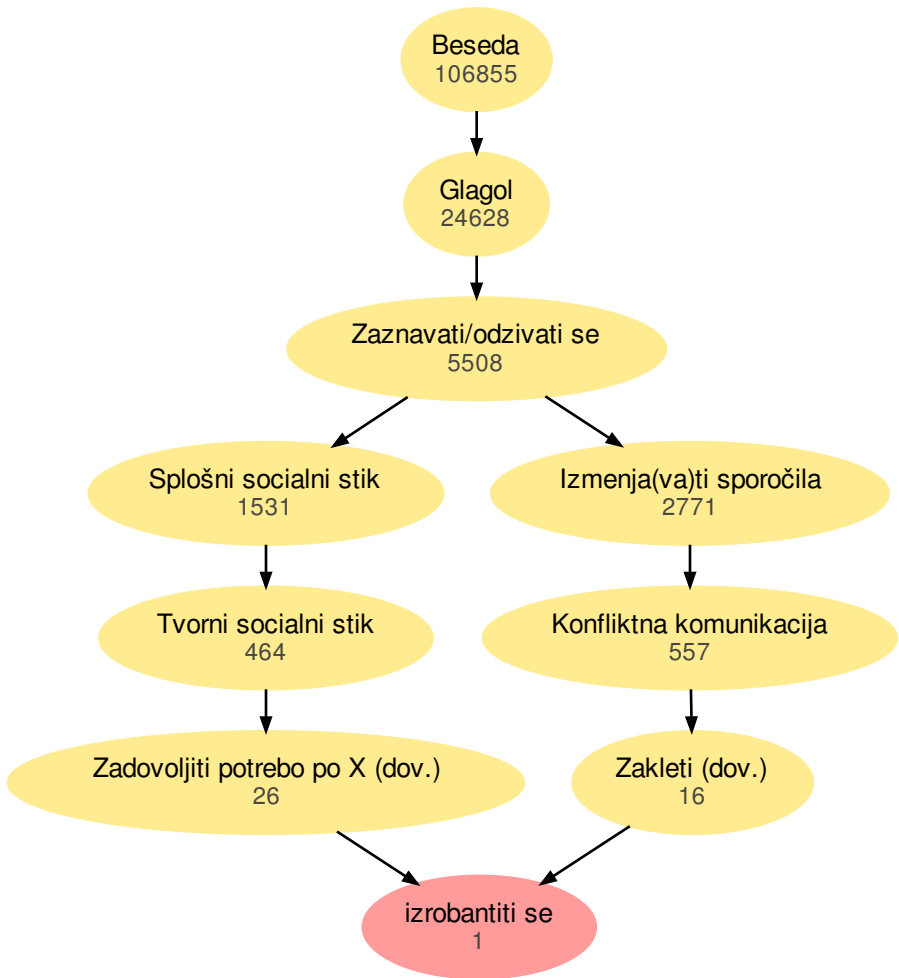 Beseda
106855
Glagol
24628
Zaznavati/odzivati se
5508
Splošni socialni stik
1531
Izmenja(va)ti sporočila
2771
Tvorni socialni stik
464
Konfliktna komunikacija
557
Zadovoljiti potrebo po X (dov.)
26
Zakleti (dov.)
16
izrobantiti se
1